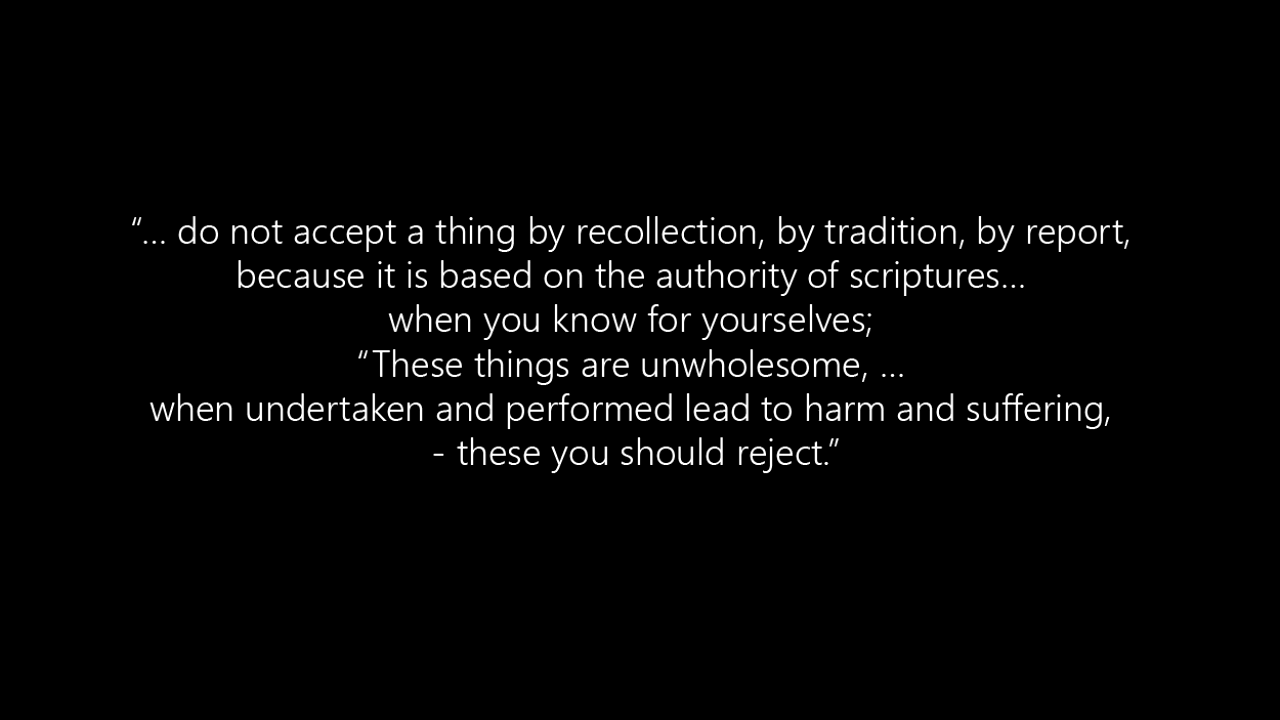 “... do not accept a thing by recollection, by tradition, by report,
because it is based on the authority of scriptures...
when you know for yourselves;
“These things are unwholesome, ...
when undertaken and performed lead to harm and suffering,
- these you should reject.”